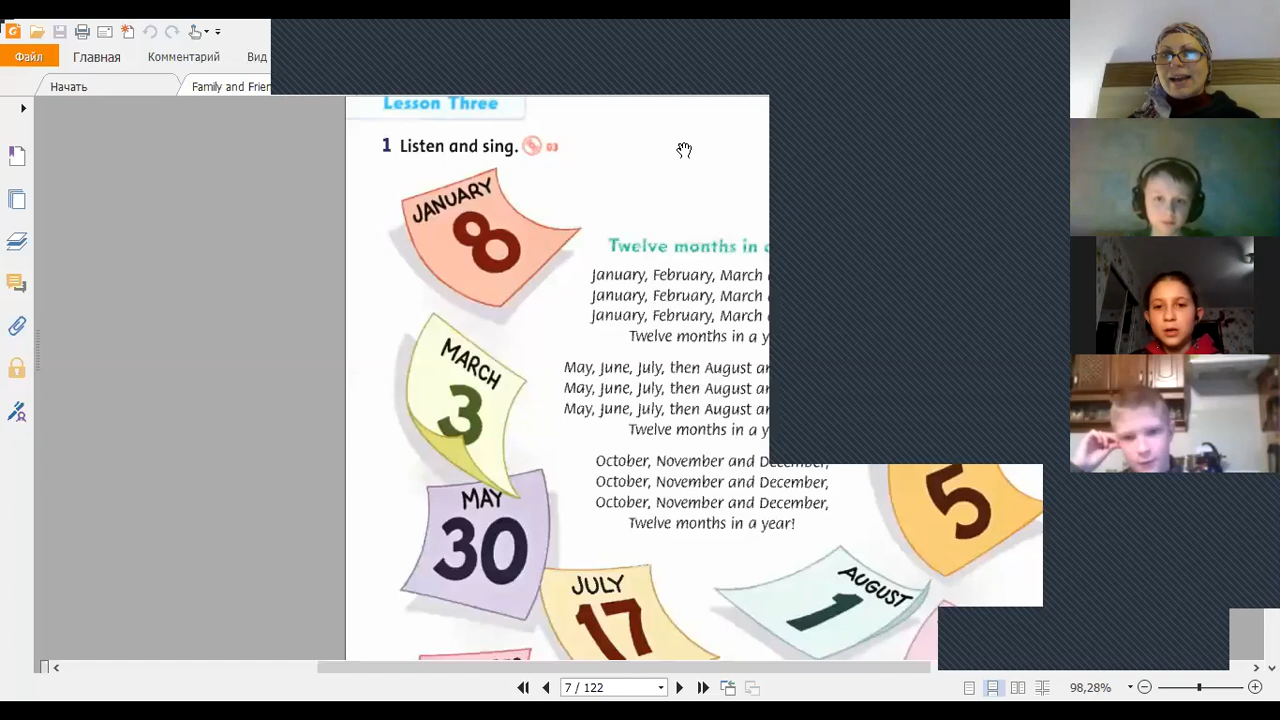 Файл Главная Комментарий Вид
Начать Family and Frien
Lesson Three
1 Listen and sing. 03
JANUARY
8
Twelve months in a
January, February, March
January, February, March
January, February, March
Twelve months in a y
MARCH
3
May, June, July, then August an
May, June, July, then August an
May, June, July, then August an
Twelve months in a y
October, November and December,
October, November and December,
October, November and December,
Twelve months in a year!
5
MAY
30
JULY
17
AUGUST
1
7 / 122
98,28%